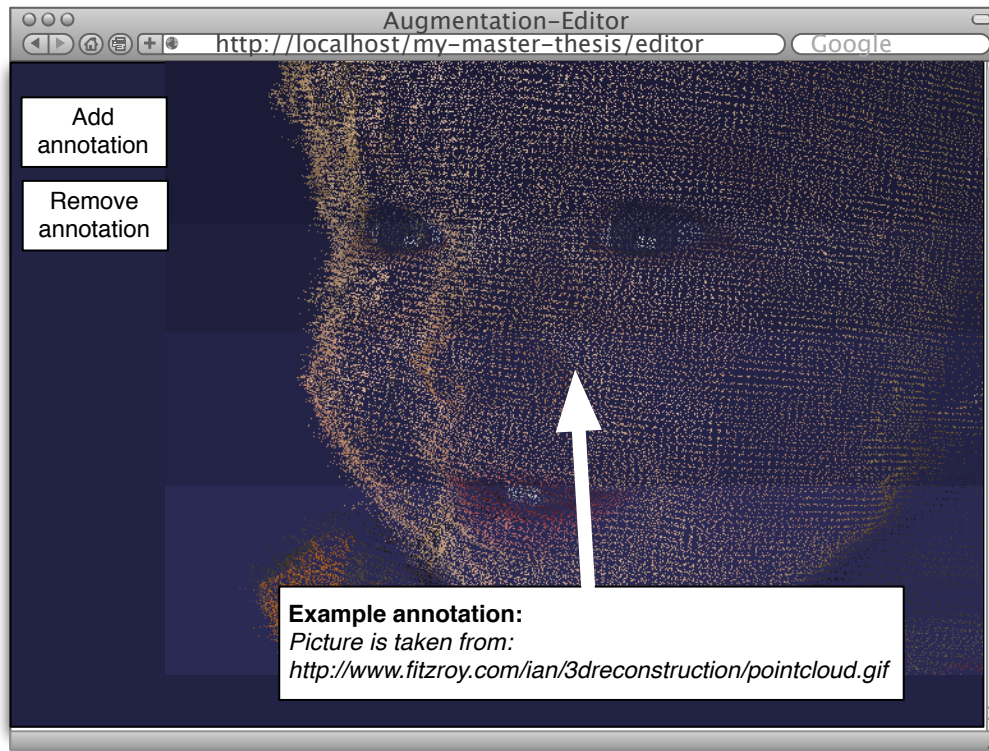 Augmentation-Editor
http://localhost/my-master-thesis/editor
Google
Add
annotation
Remove
annotation
Example annotation:
Picture is taken from:
http://www.fitzroy.com/ian/3dreconstruction/pointcloud.gif